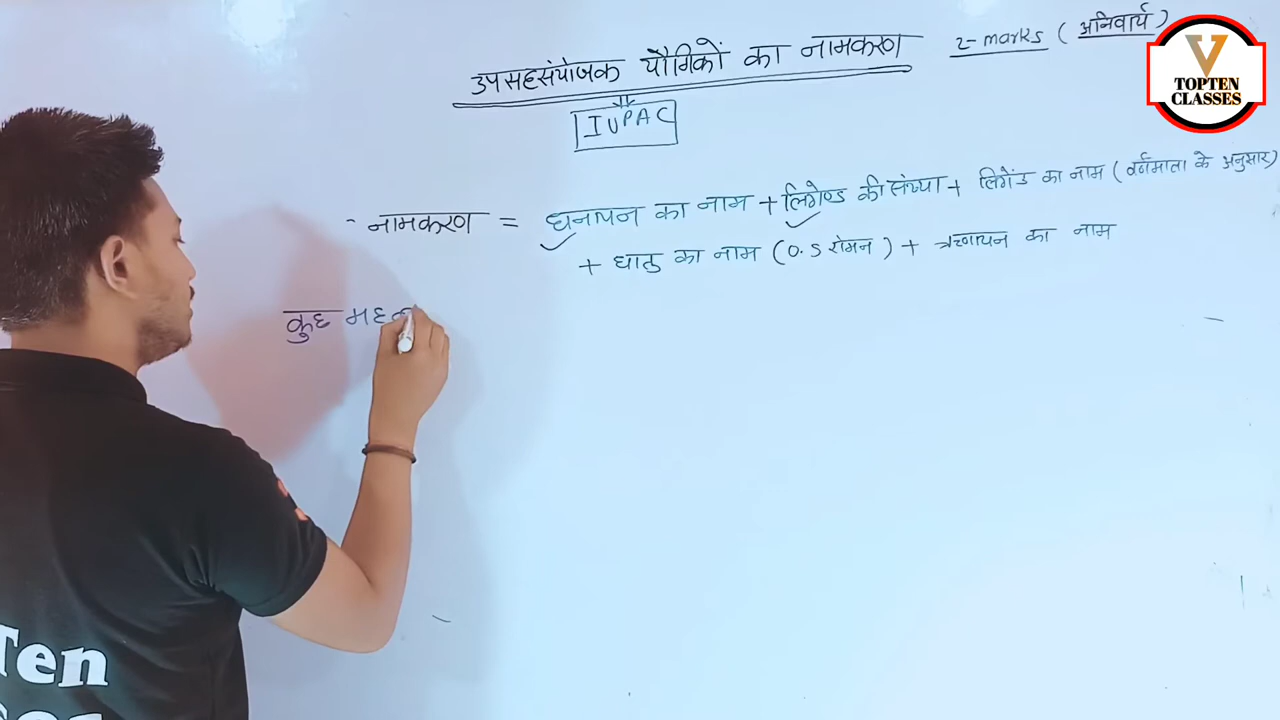 उपसहसंयोजक यौगिकों का नामकरण 2-marks (अनिवार्य)
IUPAC
V
TOPTEN
CLASSES
- नामकरण = धनायन का नाम + लिगेण्ड की संख्या + लिगेंड का नाम (वर्णमाला के अनुसार)
+ धातु का नाम (O.S रोमन) + ऋणायन का नाम
कुछ
Ten